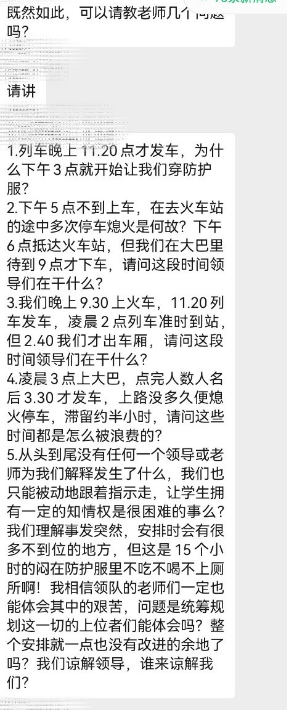 既然如此，可以请教老师几个问题
吗？
请讲
1.列车晚上 11.20 点才发车，为什
么下午 3 点就开始让我们穿防护
服？
2.下午 5 点不到上车，在去火车站
的途中多次停车熄火是何故？下午
6 点抵达火车站，但我们在大巴里
待到 9 点才下车，请问这段时间领
导们在干什么？
3.我们晚上 9.30 上火车，11.20 列
车发车，凌晨 2 点列车准时到站，
但 2.40 我们才出车厢，请问这段
时间领导们在干什么？
4.凌晨 3 点上大巴，点完人数人名
后 3.30 才发车，上路没多久便熄
火停车，滞留约半小时，请问这些
时间都是怎么被浪费的？
5.从头到尾没有任何一个领导或老
师为我们解释发生了什么，我们也
只能被动地跟着指示走，让学生拥
有一定的知情权是很困难的事么？
我们理解事发突然，安排时会有很
多不到位的地方，但这是 15 个小
时的闷在防护服里不吃不喝不上厕
所啊！我相信领队的老师们一定也
能体会其中的艰苦，问题是统筹规
划这一切的上位者们能体会吗？整
个安排就一点也没有改进的余地了
吗？我们谅解领导，谁来谅解我
们？